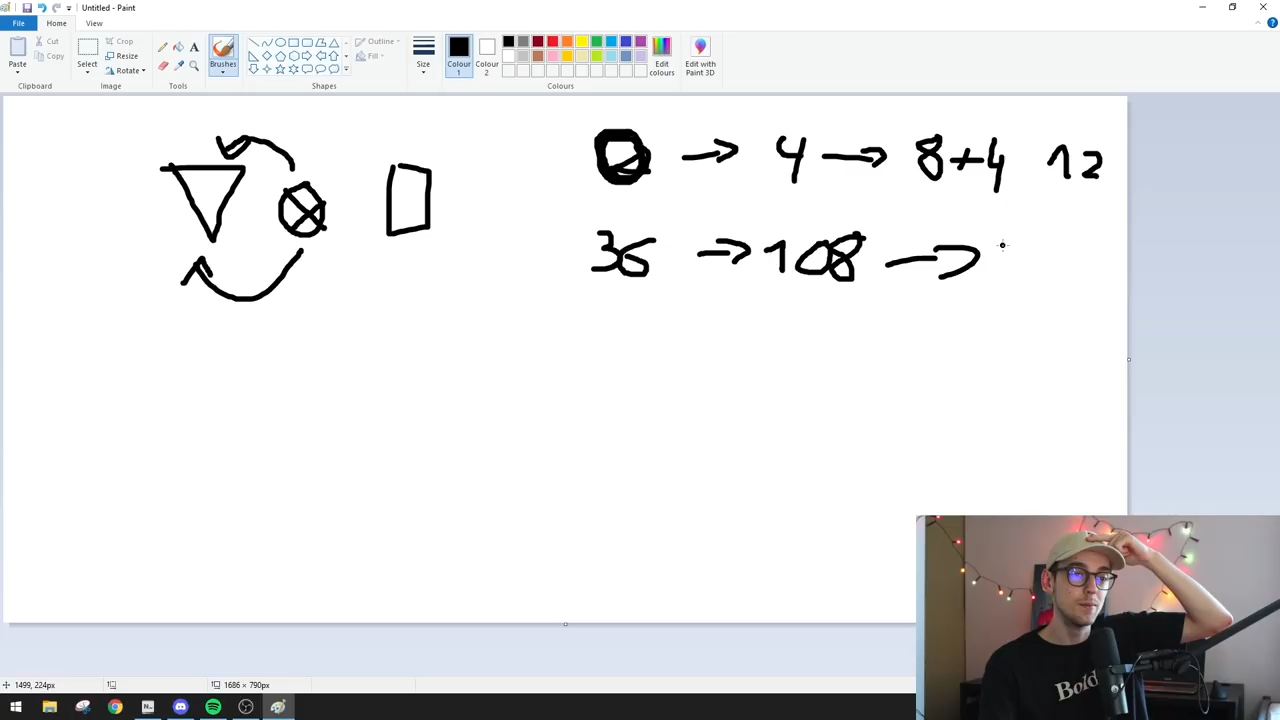 Untitled - Paint
File Home View
Paste
Cut
Copy
Clipboard
Select
Crop
Resize
Rotate
Image
Tools
Brushes
Shapes
Outline
Fill
Size
Colour 1
Colour 2
Edit colours
Edit with Paint 3D
Colours
4 8+4 12
36 108
Bold
1499, 224px
1686 × 790px